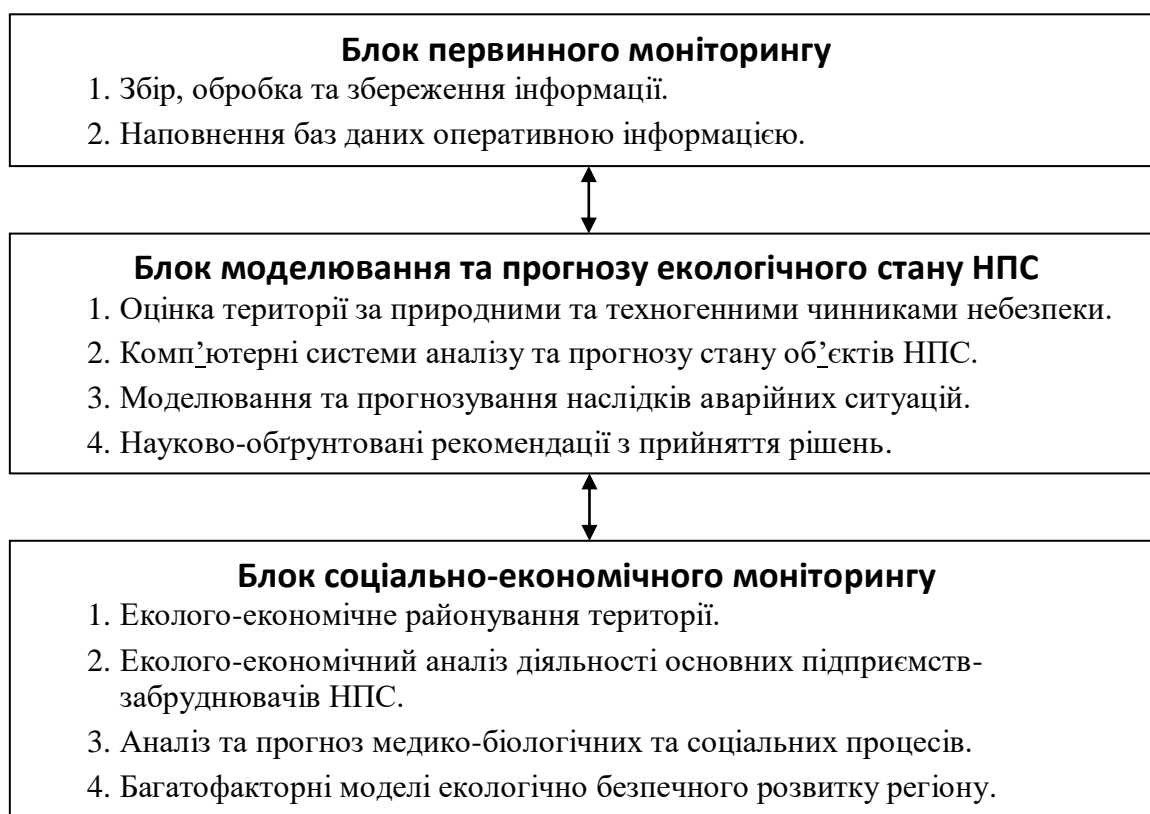 Блок первинного моніторингу
1. Збір, обробка та збереження інформації.
2. Наповнення баз даних оперативною інформацією.
Блок моделювання та прогнозу екологічного стану НПС
1. Оцінка території за природними та техногенними чинниками небезпеки.
2. Комп’ютерні системи аналізу та прогнозу стану об’єктів НПС.
3. Моделювання та прогнозування наслідків аварійних ситуацій.
4. Науково-обґрунтовані рекомендації з прийняття рішень.
Блок соціально-економічного моніторингу
1. Еколого-економічне районування території.
2. Еколого-економічний аналіз діяльності основних підприємств-
забруднювачів НПС.
3. Аналіз та прогноз медико-біологічних та соціальних процесів.
4. Багатофакторні моделі екологічно безпечного розвитку регіону.